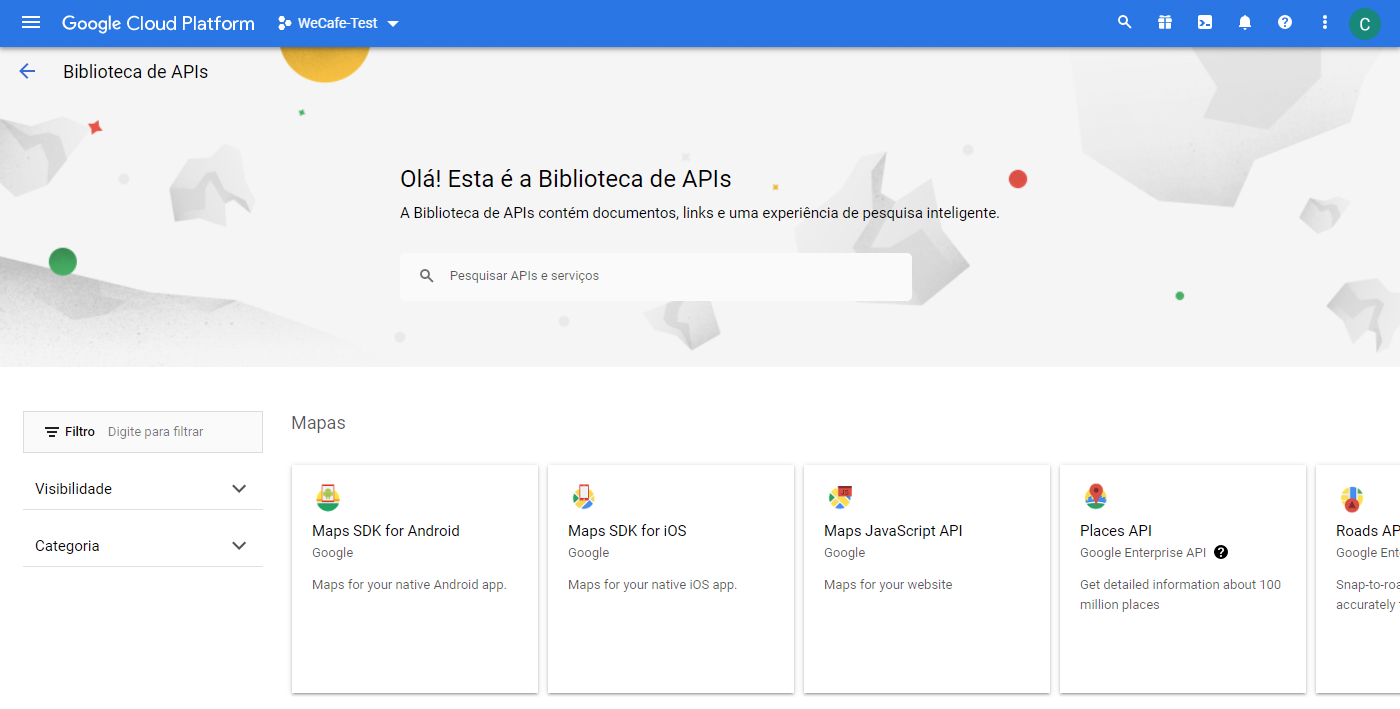 Google Cloud Platform
WeCafe-Test
C
Biblioteca de APIs
Olá! Esta é a Biblioteca de APIs
A Biblioteca de APIs contém documentos, links e uma experiência de pesquisa inteligente.
Pesquisar APIs e serviços
Filtro Digite para filtrar
Visibilidade
Categoria
Mapas
Maps SDK for Android
Google
Maps for your native Android app.
Maps SDK for iOS
Google
Maps for your native iOS app.
JS
Maps JavaScript API
Google
Maps for your website
Places API
Google Enterprise API ?
Get detailed information about 100
million places
Roads AP
Google Ent
Snap-to-roa
accurately